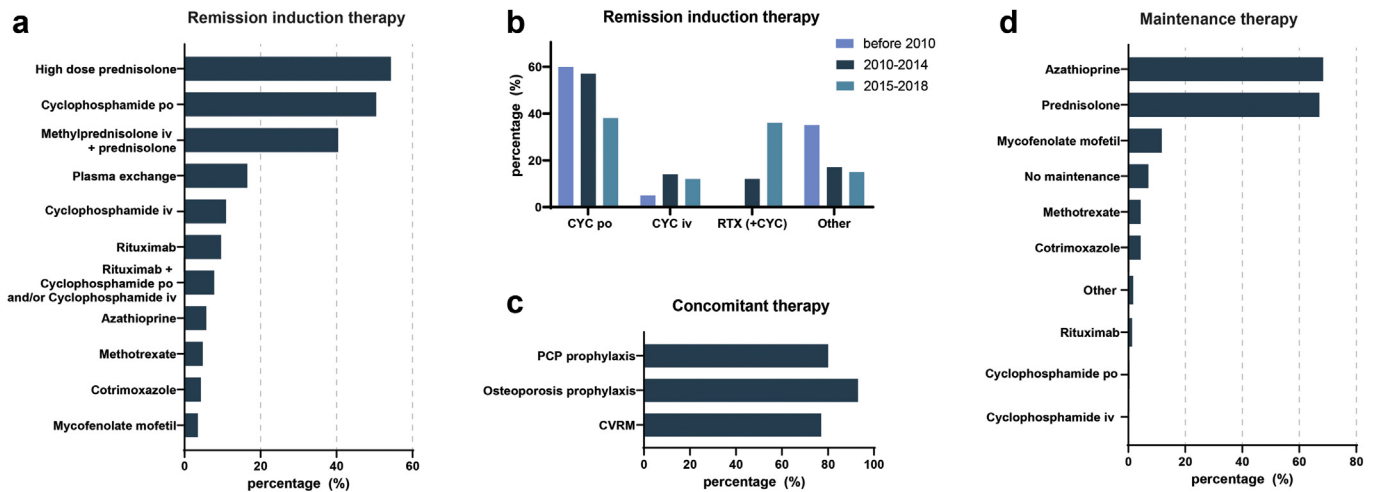 a
Remission induction therapy
High dose prednisolone
Cyclophosphamide po
Methylprednisolone iv
+ prednisolone
Plasma exchange
Cyclophosphamide iv
Rituximab
Rituximab +
Cyclophosphamide po
and/or Cyclophosphamide iv
Azathioprine
Methotrexate
Cotrimoxazole
Mycofenolate mofetil
0 20 40 60
percentage (%)
b
Remission induction therapy
before 2010
2010-2014
2015-2018
percentage (%)
60
40
20
0
CYC po CYC iv RTX (+CYC) Other
c
Concomitant therapy
PCP prophylaxis
Osteoporosis prophylaxis
CVRM
0 20 40 60 80 100
percentage (%)
d
Maintenance therapy
Azathioprine
Prednisolone
Mycofenolate mofetil
No maintenance
Methotrexate
Cotrimoxazole
Other
Rituximab
Cyclophosphamide po
Cyclophosphamide iv
0 20 40 60 80
percentage (%)